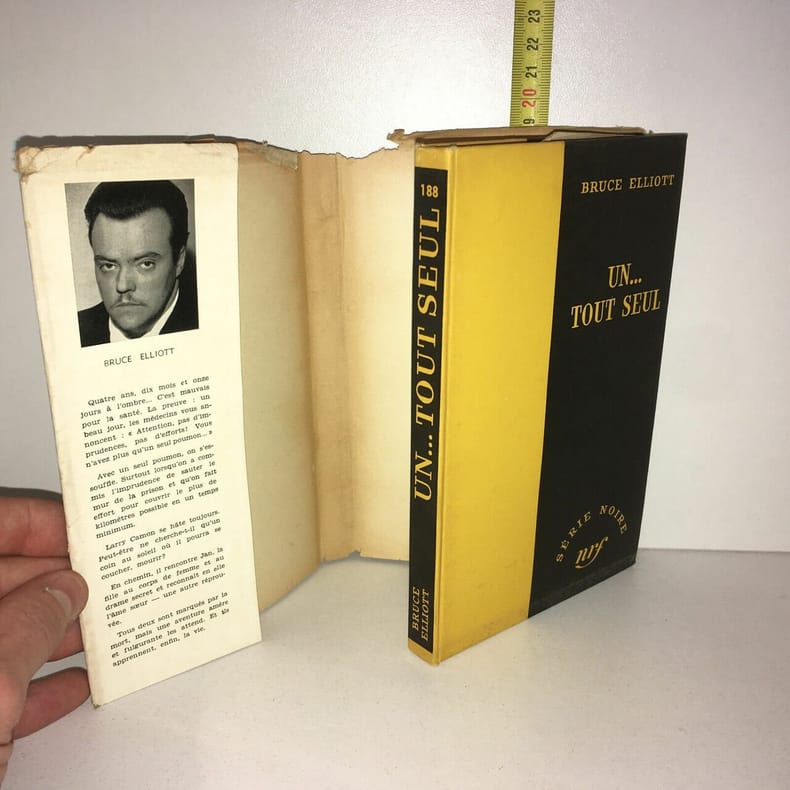 BRUCE ELLIOTT
Quatre ans, dix mois et onze
jours à l'ombre... C'est mauvais
pour la santé. La preuve : un
beau jour, les médecins vous an-
noncent : « Attention, pas d'im-
prudences, pas d'efforts! Vous
n'avez plus qu'un seul poumon... »
Avec un seul poumon, on s'es-
souffle. Surtout lorsqu'on a com-
mis l'imprudence de sauter le
mur de la prison et qu'on fait
effort pour couvrir le plus de
kilomètres possible en un temps
minimum.
Larry Camon se hâte toujours.
Peut-être ne cherche-t-il qu'un
coin au soleil où il pourra se
coucher, mourir?
En chemin, il rencontre Jan, la
fille au corps de femme et au
drame secret et reconnaît en elle
l'âme sœur — une autre réprou-
vée.
Tous deux sont marqués par la
mort, mais une aventure amère
et fulgurante les attend. Et ils
apprennent, enfin, la vie.
188
UN... TOUT SEUL
BRUCE
ELLIOTT
BRUCE ELLIOTT
UN...
TOUT SEUL
SÉRIE NOIRE
nrf
23
22
21
20
9